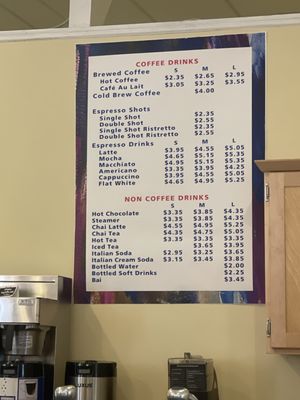 COFFEE DRINKS
S M L
Brewed Coffee
Hot Coffee $2.35 $2.65 $2.95
Café Au Lait $3.05 $3.25 $3.55
Cold Brew Coffee $4.00
Espresso Shots
Single Shot $2.35
Double Shot $2.55
Single Shot Ristretto $2.35
Double Shot Ristretto $2.55
Espresso Drinks S M L
Latte $3.95 $4.55 $5.05
Mocha $4.65 $5.15 $5.35
Macchiato $4.95 $5.15 $5.35
Americano $3.35 $3.95 $4.25
Cappuccino $3.95 $4.55 $5.05
Flat White $4.65 $4.95 $5.25
NON COFFEE DRINKS
S M L
Hot Chocolate $3.35 $3.85 $4.35
Steamer $3.35 $3.85 $4.35
Chai Latte $4.55 $4.95 $5.25
Chai Tea $4.35 $4.75 $5.05
Hot Tea $3.35 $3.35 $3.35
Iced Tea $3.65 $3.95
Italian Soda $2.95 $3.25 $3.65
Italian Cream Soda $3.15 $3.45 $3.85
Bottled Water $2.00
Bottled Soft Drinks $2.25
Bai $3.45
LUXUS